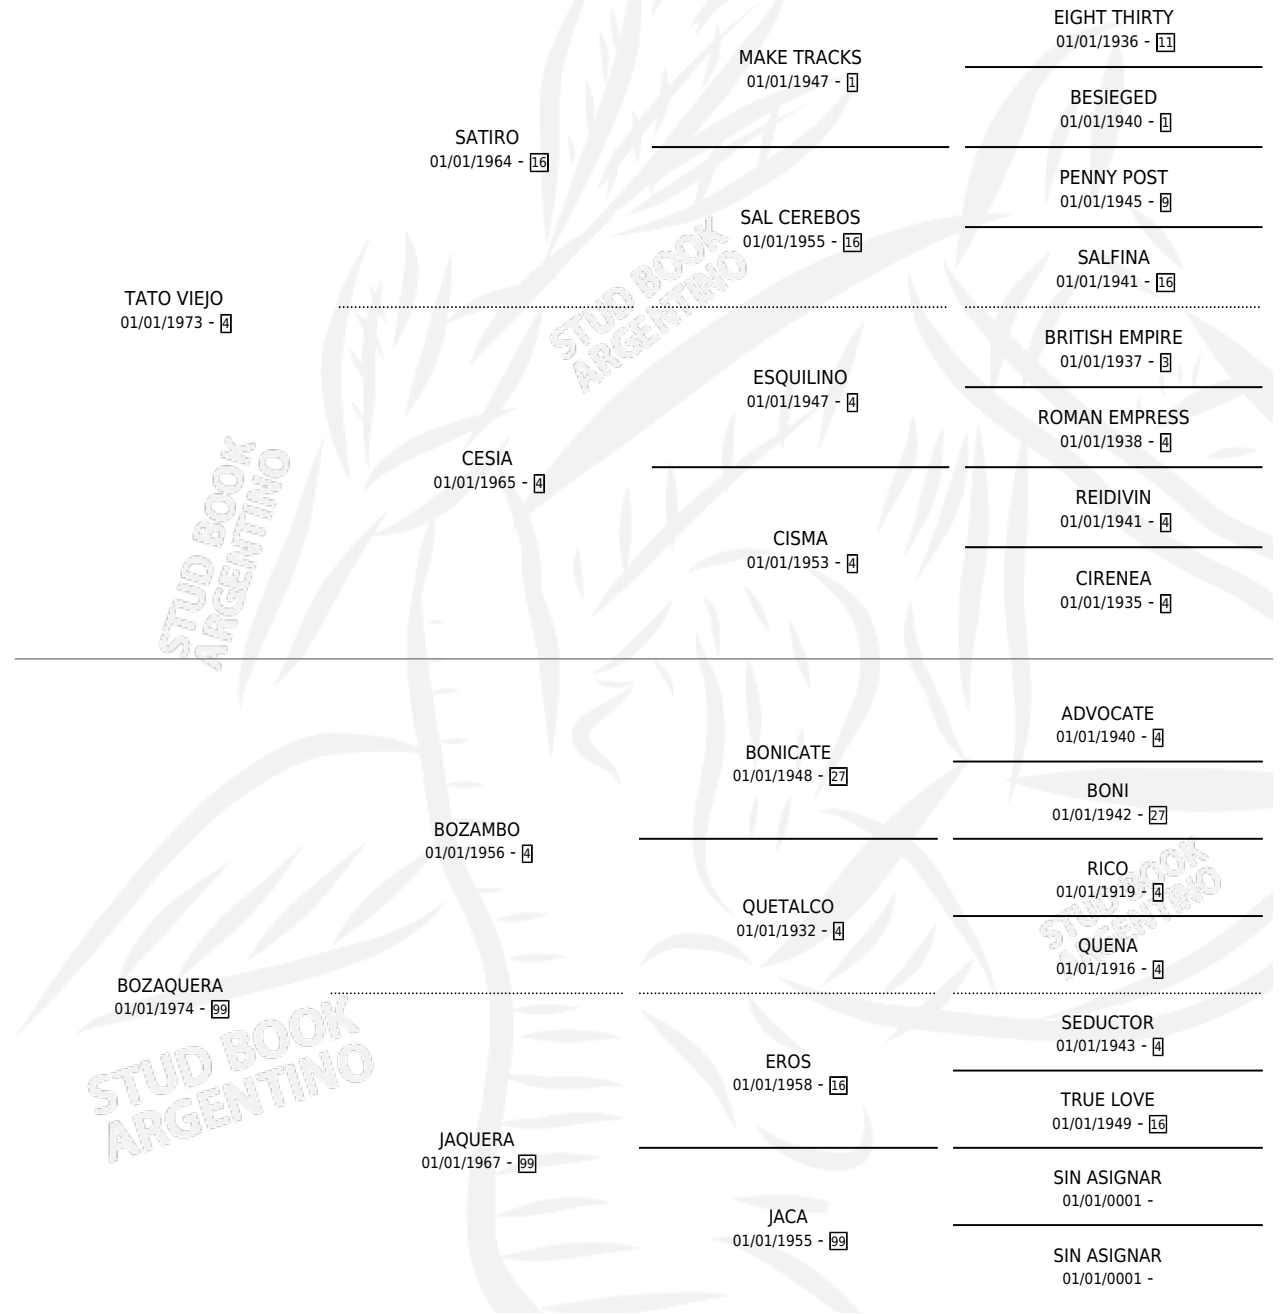 EIGHT THIRTY
01/01/1936 - 11
MAKE TRACKS
01/01/1947 - 1
BESIEGED
01/01/1940 - 1
SATIRO
01/01/1964 - 16
PENNY POST
01/01/1945 - 9
SAL CEREBOS
01/01/1955 - 16
SALFINA
01/01/1941 - 16
TATO VIEJO
01/01/1973 - 4
STUD BOOK
ARGENTINO
BRITISH EMPIRE
01/01/1937 - 3
ESQUILINO
01/01/1947 - 4
ROMAN EMPRESS
01/01/1938 - 4
CESIA
01/01/1965 - 4
REIDIVIN
01/01/1941 - 4
CISMA
01/01/1953 - 4
CIRENEA
01/01/1935 - 4
STUD BOOK
ARGENTINO
ADVOCATE
01/01/1940 - 4
BONICATE
01/01/1948 - 27
BONI
01/01/1942 - 27
BOZAMBO
01/01/1956 - 4
RICO
01/01/1919 - 4
QUETALCO
01/01/1932 - 4
STUD BOOK
ARGENTINO
QUENA
01/01/1916 - 4
BOZAQUERA
01/01/1974 - 99
SEDUCTOR
01/01/1943 - 4
EROS
01/01/1958 - 16
STUD BOOK
ARGENTINO
TRUE LOVE
01/01/1949 - 16
JAQUERA
01/01/1967 - 99
SIN ASIGNAR
01/01/0001 -
JACA
01/01/1955 - 99
SIN ASIGNAR
01/01/0001 -